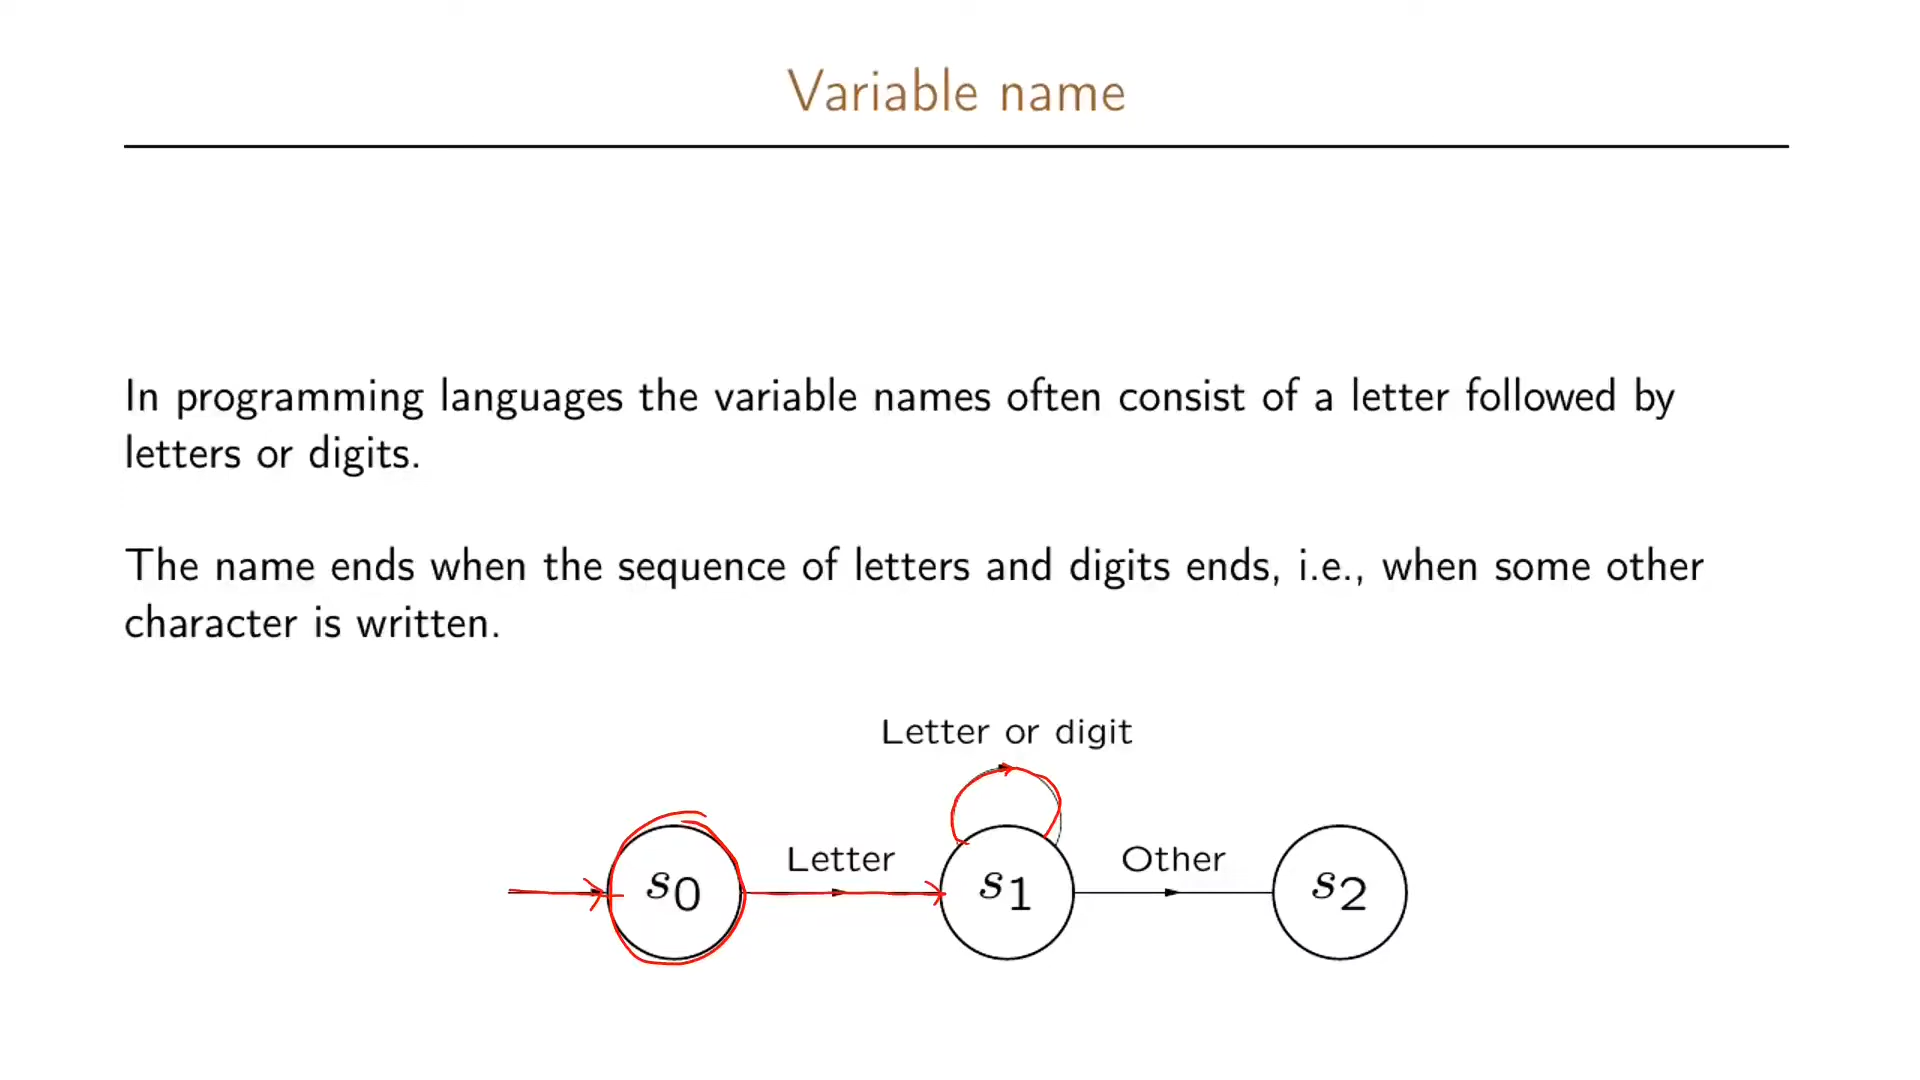 Variable name
In programming languages the variable names often consist of a letter followed by
letters or digits.
The name ends when the sequence of letters and digits ends, i.e., when some other
character is written.
Letter or digit
s0 Letter s1 Other s2